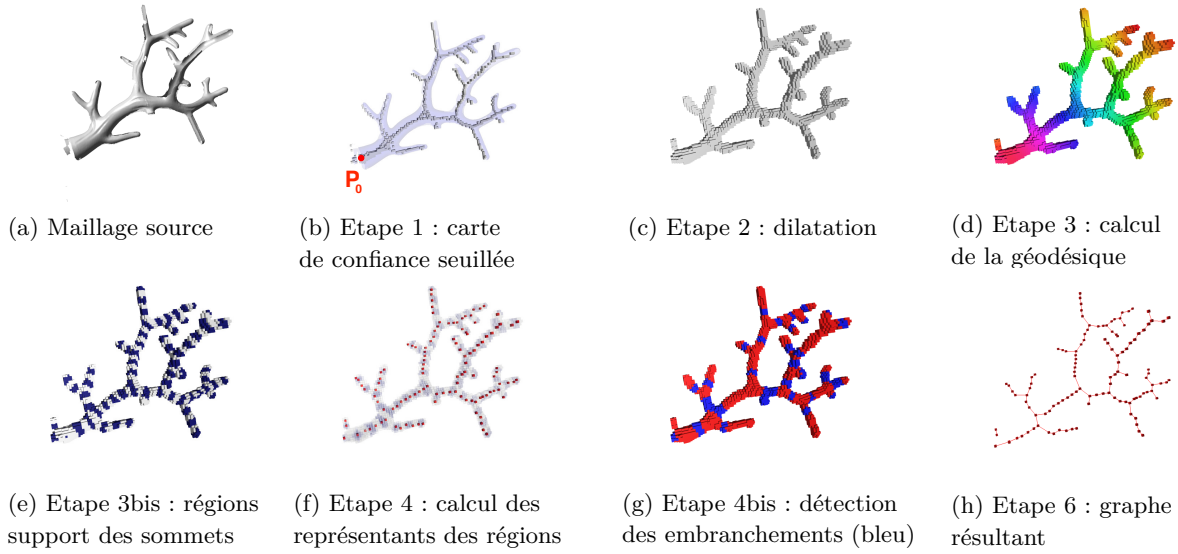 P0
(a) Maillage source
(b) Etape 1 : carte
de confiance seuillée
(c) Etape 2 : dilatation
(d) Etape 3 : calcul
de la géodésique
(e) Etape 3bis : régions
support des sommets
(f) Etape 4 : calcul des
représentants des régions
(g) Etape 4bis : détection
des embranchements (bleu)
(h) Etape 6 : graphe
résultant